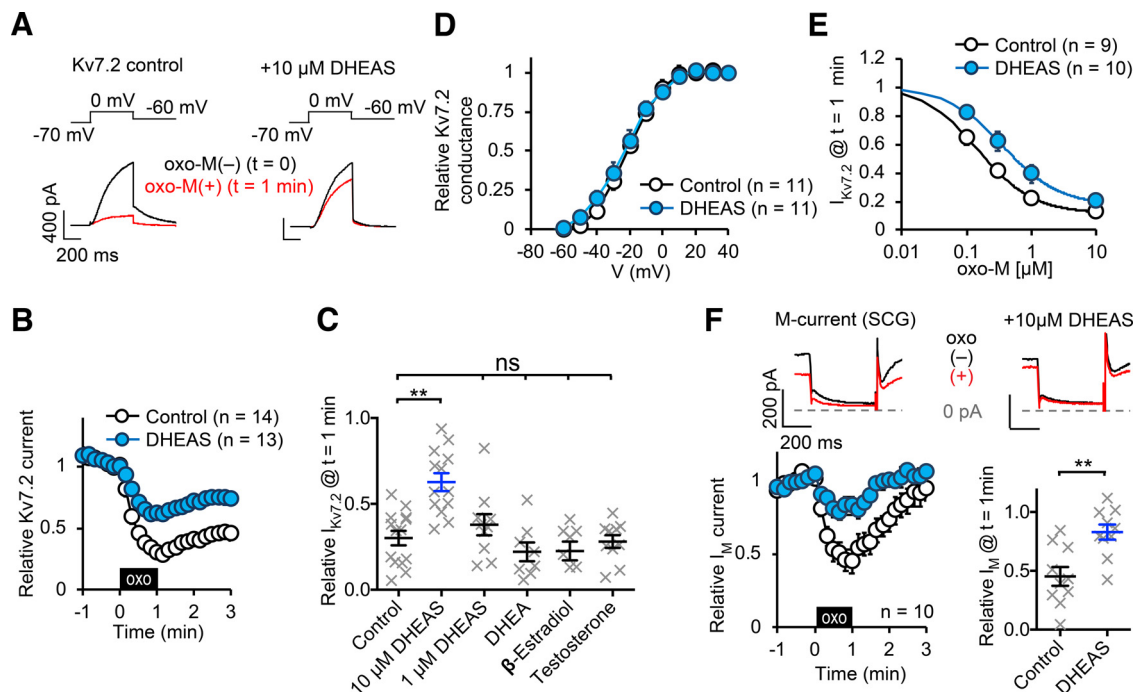 A
Kv7.2 control
+10 µM DHEAS
0 mV
-60 mV
-70 mV
0 mV
-60 mV
-70 mV
oxo-M(–) (t = 0)
oxo-M(+) (t = 1 min)
400 pA
200 ms
B
Control (n = 14)
DHEAS (n = 13)
Relative Kv7.2 current
1
0.5
0
oxo
-1 0 1 2 3
Time (min)
C
ns
**
Relative IKv7.2 @ t = 1 min
1.0
0.5
0.0
Control
10 µM DHEAS
1 µM DHEAS
DHEA
β-Estradiol
Testosterone
D
Relative Kv7.2
conductance
1
0.75
0.5
0.25
0
Control (n = 11)
DHEAS (n = 11)
-80 -60 -40 -20 0 20 40
V (mV)
E
Control (n = 9)
DHEAS (n = 10)
IKv7.2 @ t = 1 min
1.2
1
0.8
0.6
0.4
0.2
0
0.01 0.1 1 10
oxo-M [µM]
F
M-current (SCG)
+10µM DHEAS
oxo
(–)
(+)
0 pA
200 pA
200 ms
Relative IM current
1
0.5
0
oxo
n = 10
-1 0 1 2 3
Time (min)
**
Relative IM @ t = 1min
1.0
0.5
0.0
Control
DHEAS